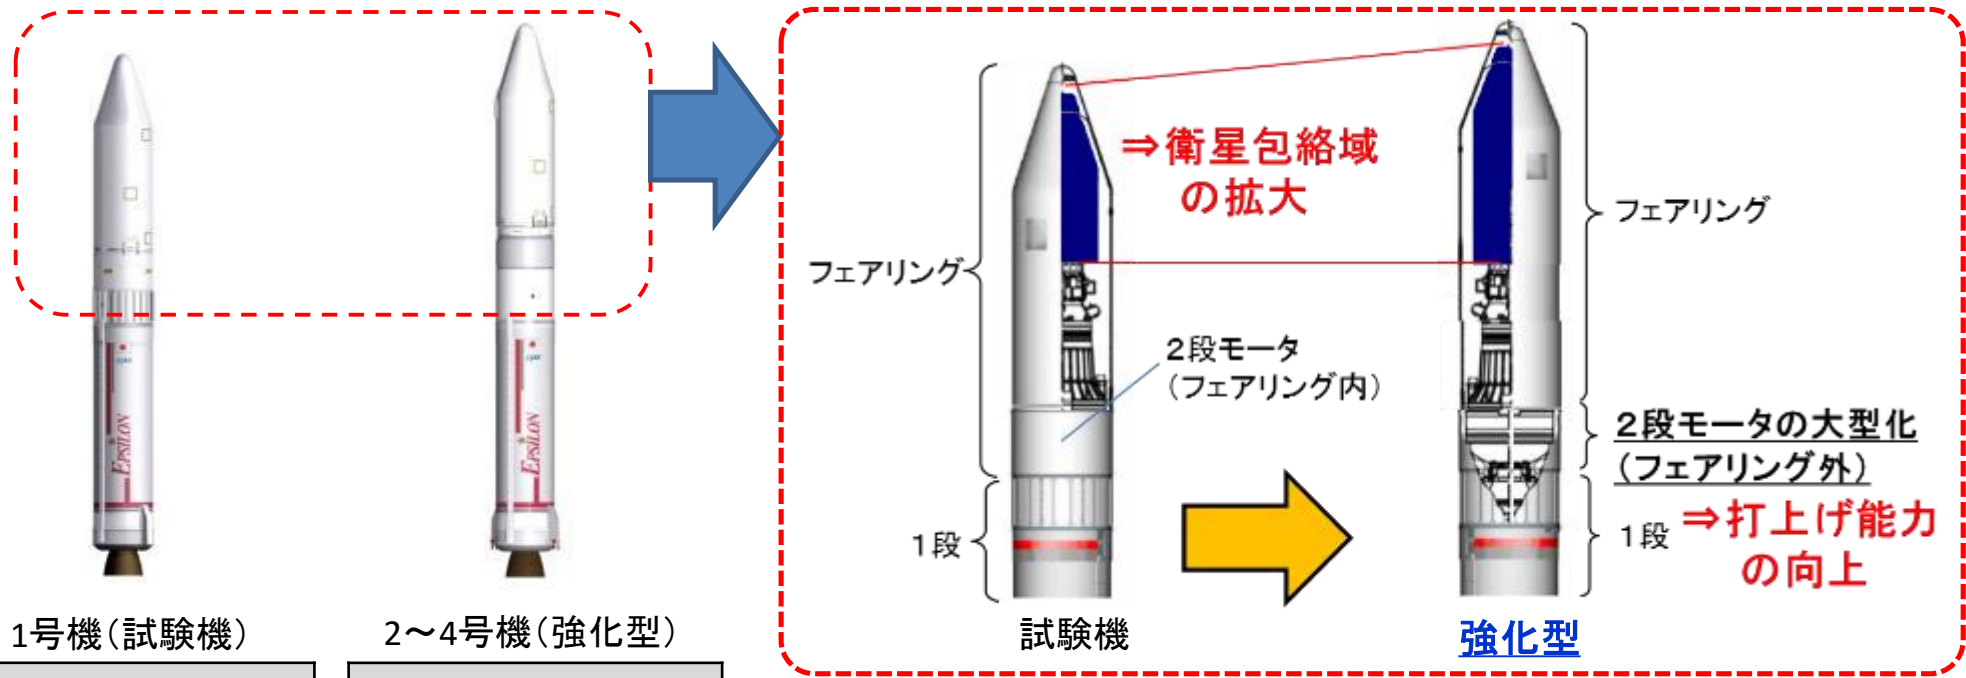 EPSILON
EPSILON
1号機（試験機）
2〜4号機（強化型）
フェアリング
⇒衛星包絡域
の拡大
2段モータ
（フェアリング内）
1段
試験機
フェアリング
2段モータの大型化
（フェアリング外）
1段
⇒打上げ能力
の向上
強化型